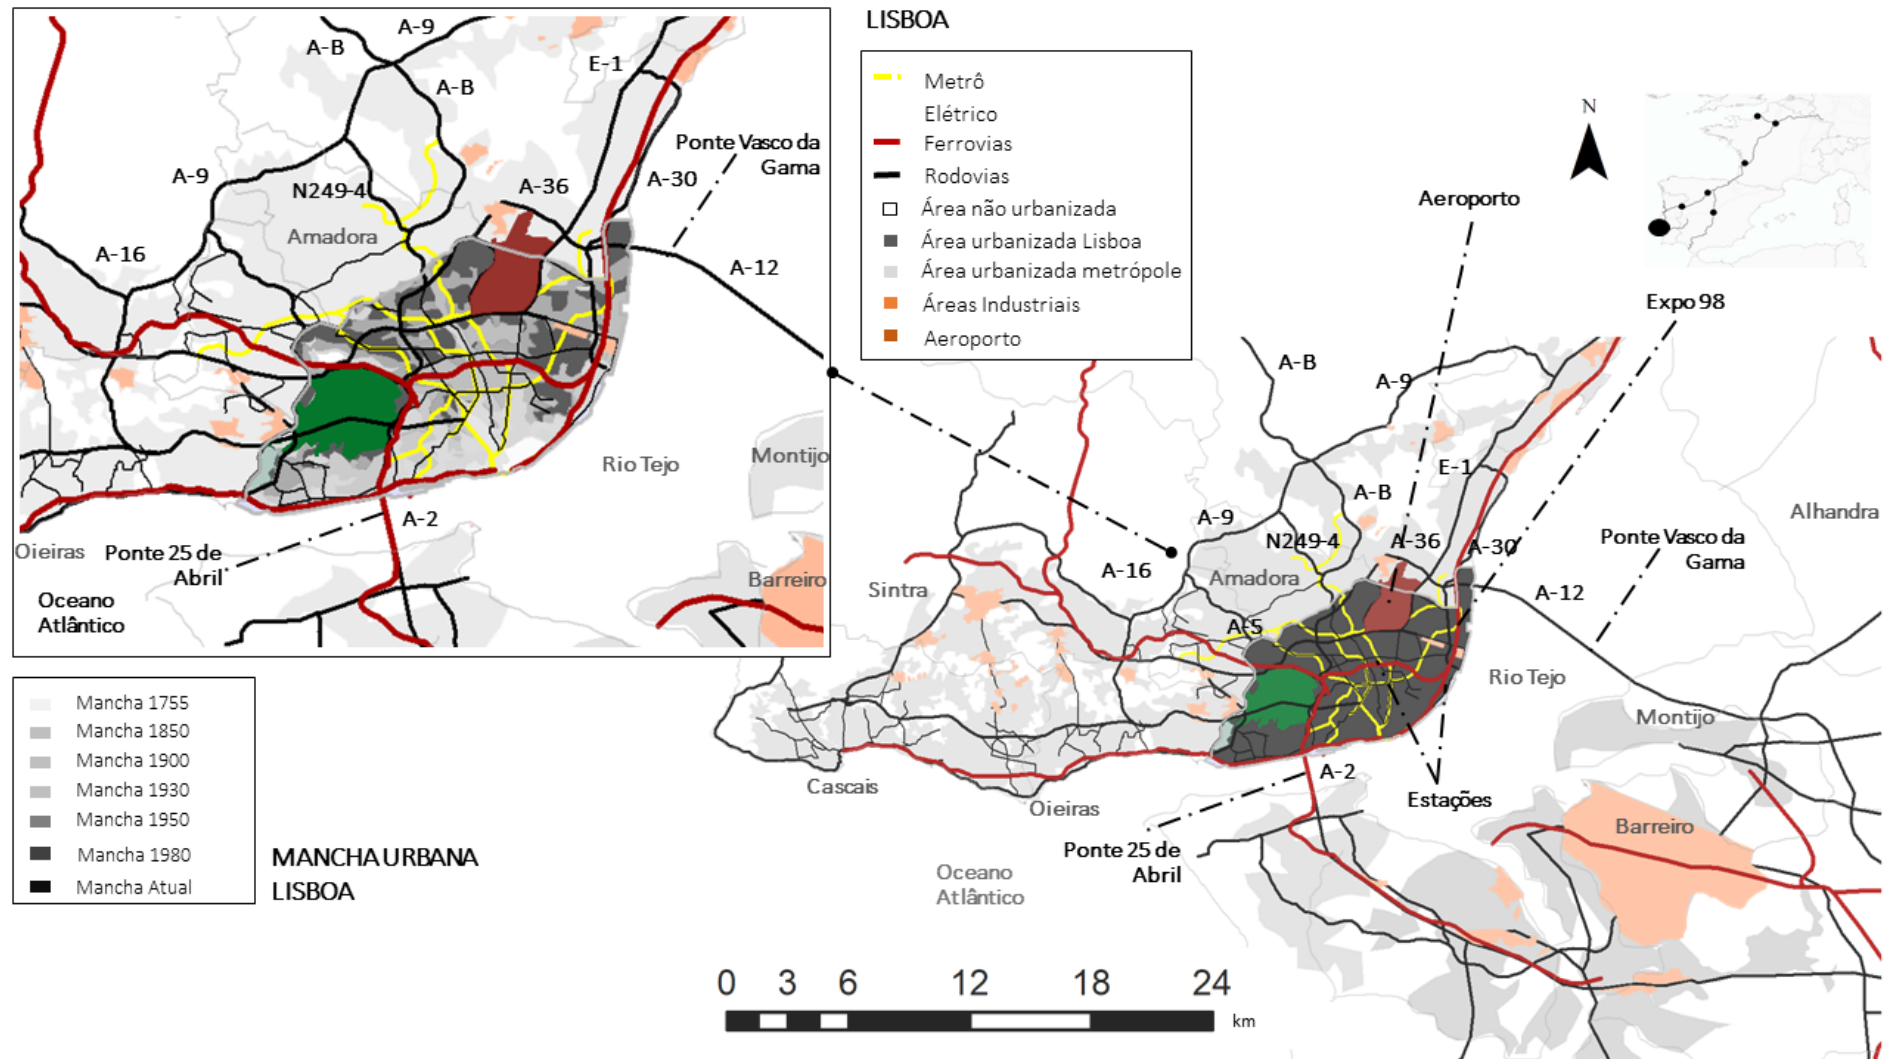 LISBOA
Metrô
Elétrico
Ferrovias
Rodovias
Área não urbanizada
Área urbanizada Lisboa
Área urbanizada metrópole
Áreas Industriais
Aeroporto
N
A-9
A-B
A-B
E-1
Ponte Vasco da
Gama
A-9
N249-4
A-36
A-30
Amadora
A-16
A-12
Rio Tejo
Montijo
A-2
Oieiras
Ponte 25 de
Abril
Barreiro
Oceano
Atlântico
Mancha 1755
Mancha 1850
Mancha 1900
Mancha 1930
Mancha 1950
Mancha 1980
Mancha Atual
MANCHA URBANA
LISBOA
Aeroporto
Expo 98
A-B
A-9
E-1
A-B
Alhandra
A-9
N249-4
A-36
A-30
Ponte Vasco da
Gama
A-16
Amadora
Sintra
A-12
A-5
Rio Tejo
Montijo
A-2
Cascais
Oieiras
Estações
Barreiro
Ponte 25 de
Abril
Oceano
Atlântico
0 3 6 12 18 24
km